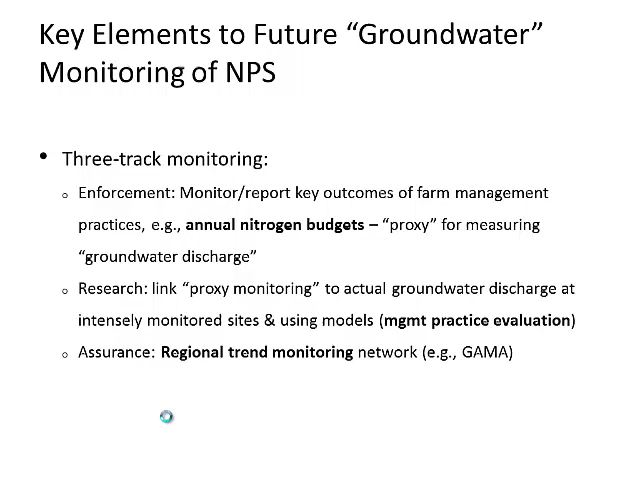 Key Elements to Future “Groundwater”
Monitoring of NPS
• Three-track monitoring:
o Enforcement: Monitor/report key outcomes of farm management
practices, e.g., annual nitrogen budgets – “proxy” for measuring
“groundwater discharge”
o Research: link “proxy monitoring” to actual groundwater discharge at
intensely monitored sites & using models (mgmt practice evaluation)
o Assurance: Regional trend monitoring network (e.g., GAMA)